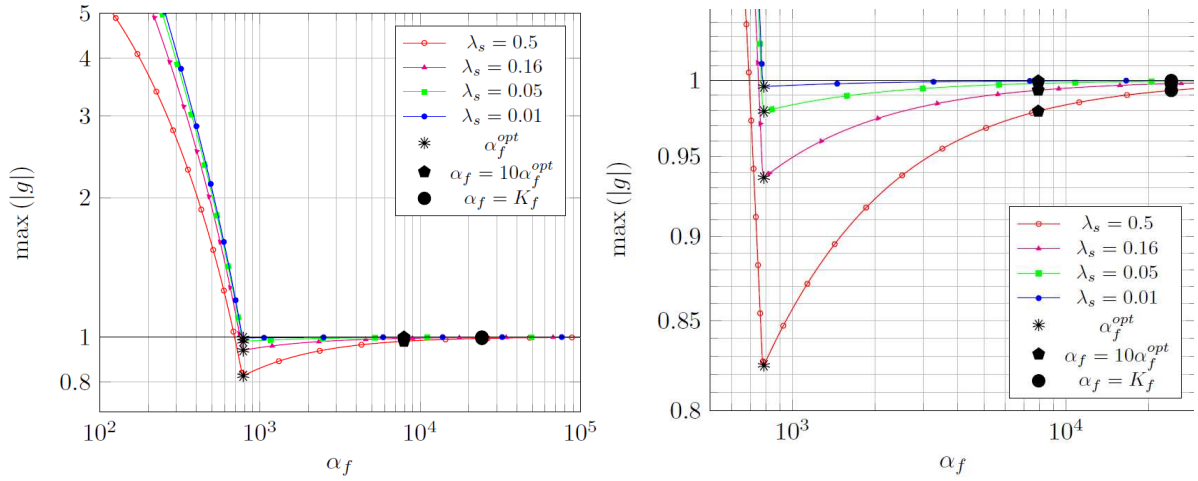 5
4
3
2
1
0.8
10^2
10^3
10^4
10^5
max (|g|)
α_f
λ_s = 0.5
λ_s = 0.16
λ_s = 0.05
λ_s = 0.01
α_f^{opt}
α_f = 10α_f^{opt}
α_f = K_f
1
0.95
0.9
0.85
0.8
10^3
10^4
max (|g|)
α_f
λ_s = 0.5
λ_s = 0.16
λ_s = 0.05
λ_s = 0.01
α_f^{opt}
α_f = 10α_f^{opt}
α_f = K_f